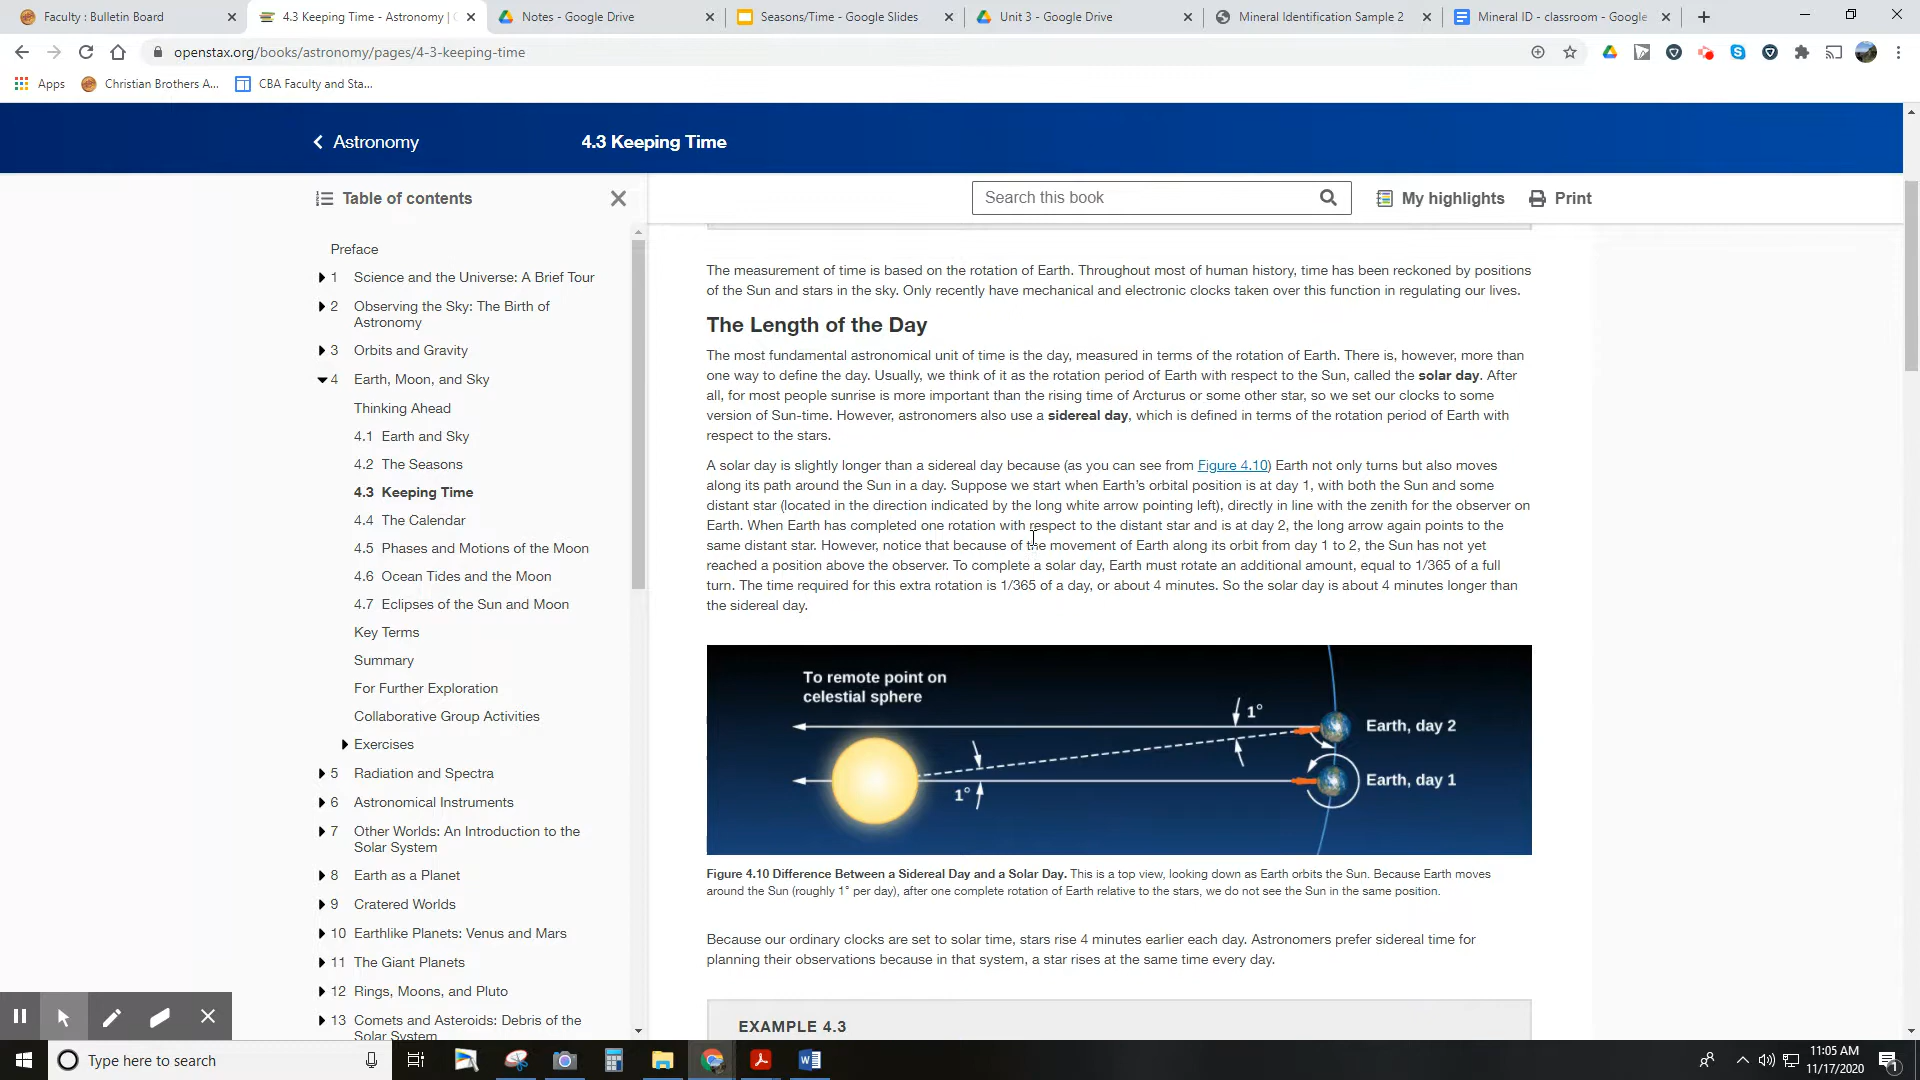 Faculty : Bulletin Board
4.3 Keeping Time - Astronomy |
Notes - Google Drive
Seasons/Time - Google Slides
Unit 3 - Google Drive
Mineral Identification Sample 2
Mineral ID - classroom - Google
openstax.org/books/astronomy/pages/4-3-keeping-time
Apps
Christian Brothers A...
CBA Faculty and Sta...
Astronomy
4.3 Keeping Time
Table of contents
Search this book
My highlights
Print
Preface
1 Science and the Universe: A Brief Tour
2 Observing the Sky: The Birth of
Astronomy
3 Orbits and Gravity
4 Earth, Moon, and Sky
Thinking Ahead
4.1 Earth and Sky
4.2 The Seasons
4.3 Keeping Time
4.4 The Calendar
4.5 Phases and Motions of the Moon
4.6 Ocean Tides and the Moon
4.7 Eclipses of the Sun and Moon
Key Terms
Summary
For Further Exploration
Collaborative Group Activities
Exercises
5 Radiation and Spectra
6 Astronomical Instruments
7 Other Worlds: An Introduction to the
Solar System
8 Earth as a Planet
9 Cratered Worlds
10 Earthlike Planets: Venus and Mars
11 The Giant Planets
12 Rings, Moons, and Pluto
13 Comets and Asteroids: Debris of the
Solar System
The measurement of time is based on the rotation of Earth. Throughout most of human history, time has been reckoned by positions
of the Sun and stars in the sky. Only recently have mechanical and electronic clocks taken over this function in regulating our lives.
The Length of the Day
The most fundamental astronomical unit of time is the day, measured in terms of the rotation of Earth. There is, however, more than
one way to define the day. Usually, we think of it as the rotation period of Earth with respect to the Sun, called the solar day. After
all, for most people sunrise is more important than the rising time of Arcturus or some other star, so we set our clocks to some
version of Sun-time. However, astronomers also use a sidereal day, which is defined in terms of the rotation period of Earth with
respect to the stars.
A solar day is slightly longer than a sidereal day because (as you can see from Figure 4.10) Earth not only turns but also moves
along its path around the Sun in a day. Suppose we start when Earth's orbital position is at day 1, with both the Sun and some
distant star (located in the direction indicated by the long white arrow pointing left), directly in line with the zenith for the observer on
Earth. When Earth has completed one rotation with respect to the distant star and is at day 2, the long arrow again points to the
same distant star. However, notice that because of the movement of Earth along its orbit from day 1 to 2, the Sun has not yet
reached a position above the observer. To complete a solar day, Earth must rotate an additional amount, equal to 1/365 of a full
turn. The time required for this extra rotation is 1/365 of a day, or about 4 minutes. So the solar day is about 4 minutes longer than
the sidereal day.
To remote point on
celestial sphere
1°
Earth, day 2
1°
Earth, day 1
Figure 4.10 Difference Between a Sidereal Day and a Solar Day. This is a top view, looking down as Earth orbits the Sun. Because Earth moves
around the Sun (roughly 1° per day), after one complete rotation of Earth relative to the stars, we do not see the Sun in the same position.
Because our ordinary clocks are set to solar time, stars rise 4 minutes earlier each day. Astronomers prefer sidereal time for
planning their observations because in that system, a star rises at the same time every day.
EXAMPLE 4.3
Type here to search
11:05 AM
11/17/2020